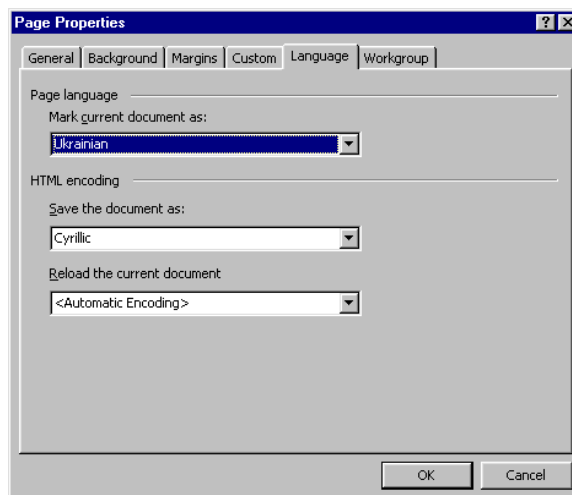 Page Properties
General Background Margins Custom Language Workgroup
Page language
Mark current document as:
Ukrainian
HTML encoding
Save the document as:
Cyrillic
Reload the current document
<Automatic Encoding>
OK Cancel